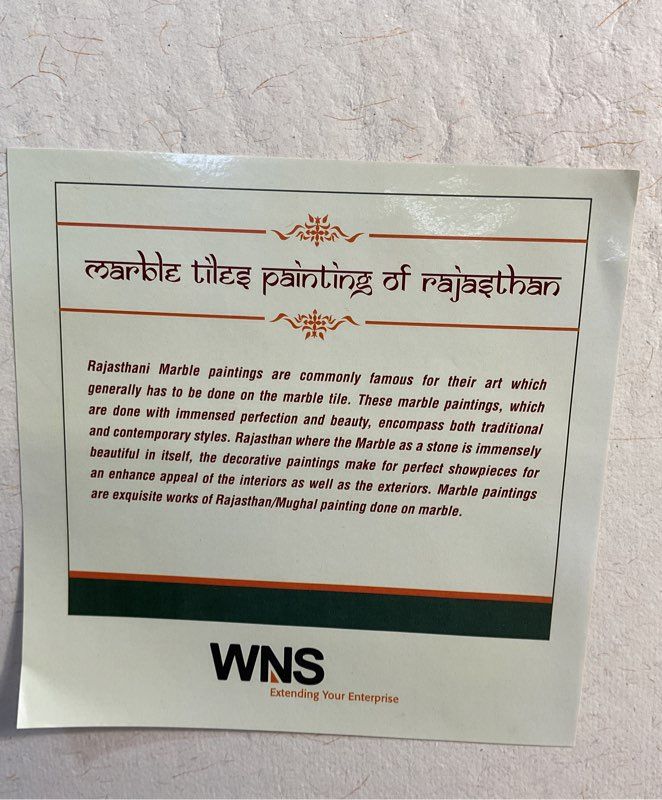 marble tiles painting of rajasthan
Rajasthani Marble paintings are commonly famous for their art which
generally has to be done on the marble tile. These marble paintings, which
are done with immensed perfection and beauty, encompass both traditional
and contemporary styles. Rajasthan where the Marble as a stone is immensely
beautiful in itself, the decorative paintings make for perfect showpieces for
an enhance appeal of the interiors as well as the exteriors. Marble paintings
are exquisite works of Rajasthan/Mughal painting done on marble.
WNS
Extending Your Enterprise